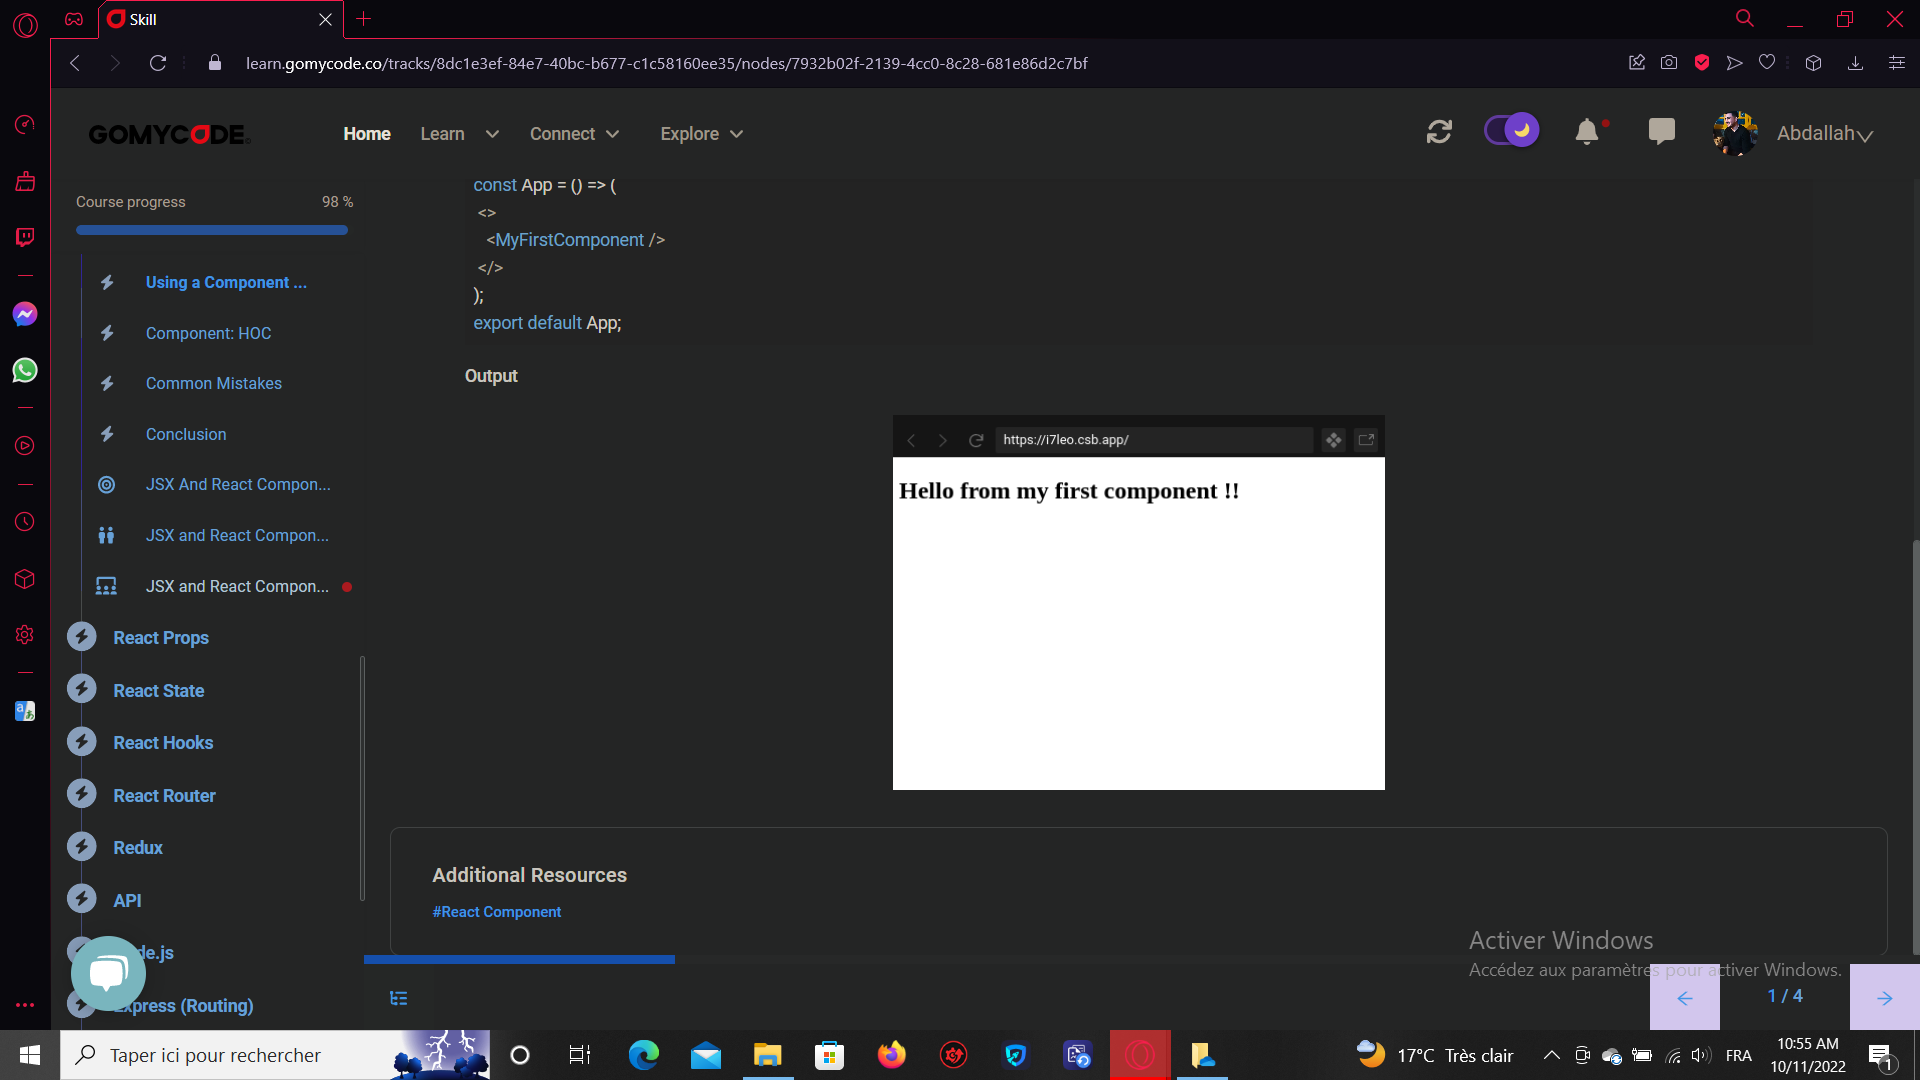 Skill
learn.gomycode.co/tracks/8dc1e3ef-84e7-40bc-b677-c1c58160ee35/nodes/7932b02f-2139-4cc0-8c28-681e86d2c7bf
GOMYCODE
Home Learn Connect Explore
Abdallah
Course progress 98 %
Using a Component ...
Component: HOC
Common Mistakes
Conclusion
JSX And React Compon...
JSX and React Compon...
JSX and React Compon...
React Props
React State
React Hooks
React Router
Redux
API
de.js
xpress (Routing)
const App = () => (
<>
<MyFirstComponent />
</>
);
export default App;
Output
https://i7leo.csb.app/
Hello from my first component !!
Additional Resources
#React Component
Activer Windows
Accédez aux paramètres pour activer Windows.
1 / 4
Taper ici pour rechercher
17°C Très clair
FRA
10:55 AM
10/11/2022
1